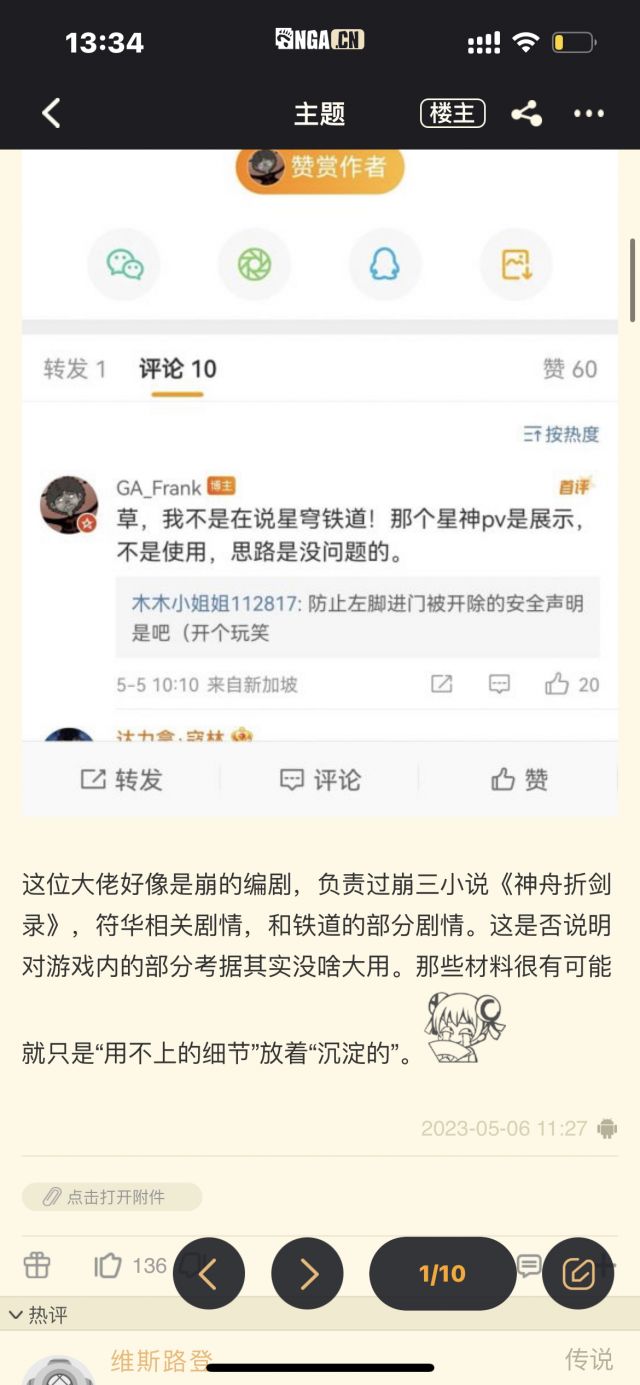 13:34
NGA.CN
主题
楼主
赞赏作者
转发 1
评论 10
赞 60
按热度
GA_Frank 博主
首评
草，我不是在说星穹铁道！那个星神pv是展示，
不是使用，思路是没问题的。
木木小姐姐112817: 防止左脚进门被开除的安全声明
是吧（开个玩笑
5-5 10:10 来自新加坡
20
达力拿·寇林
转发
评论
赞
这位大佬好像是崩的编剧，负责过崩三小说《神舟折剑
录》，符华相关剧情，和铁道的部分剧情。这是否说明
对游戏内的部分考据其实没啥大用。那些材料很有可能
就只是“用不上的细节”放着“沉淀的”。
2023-05-06 11:27
点击打开附件
136
1/10
热评
维斯路登
传说